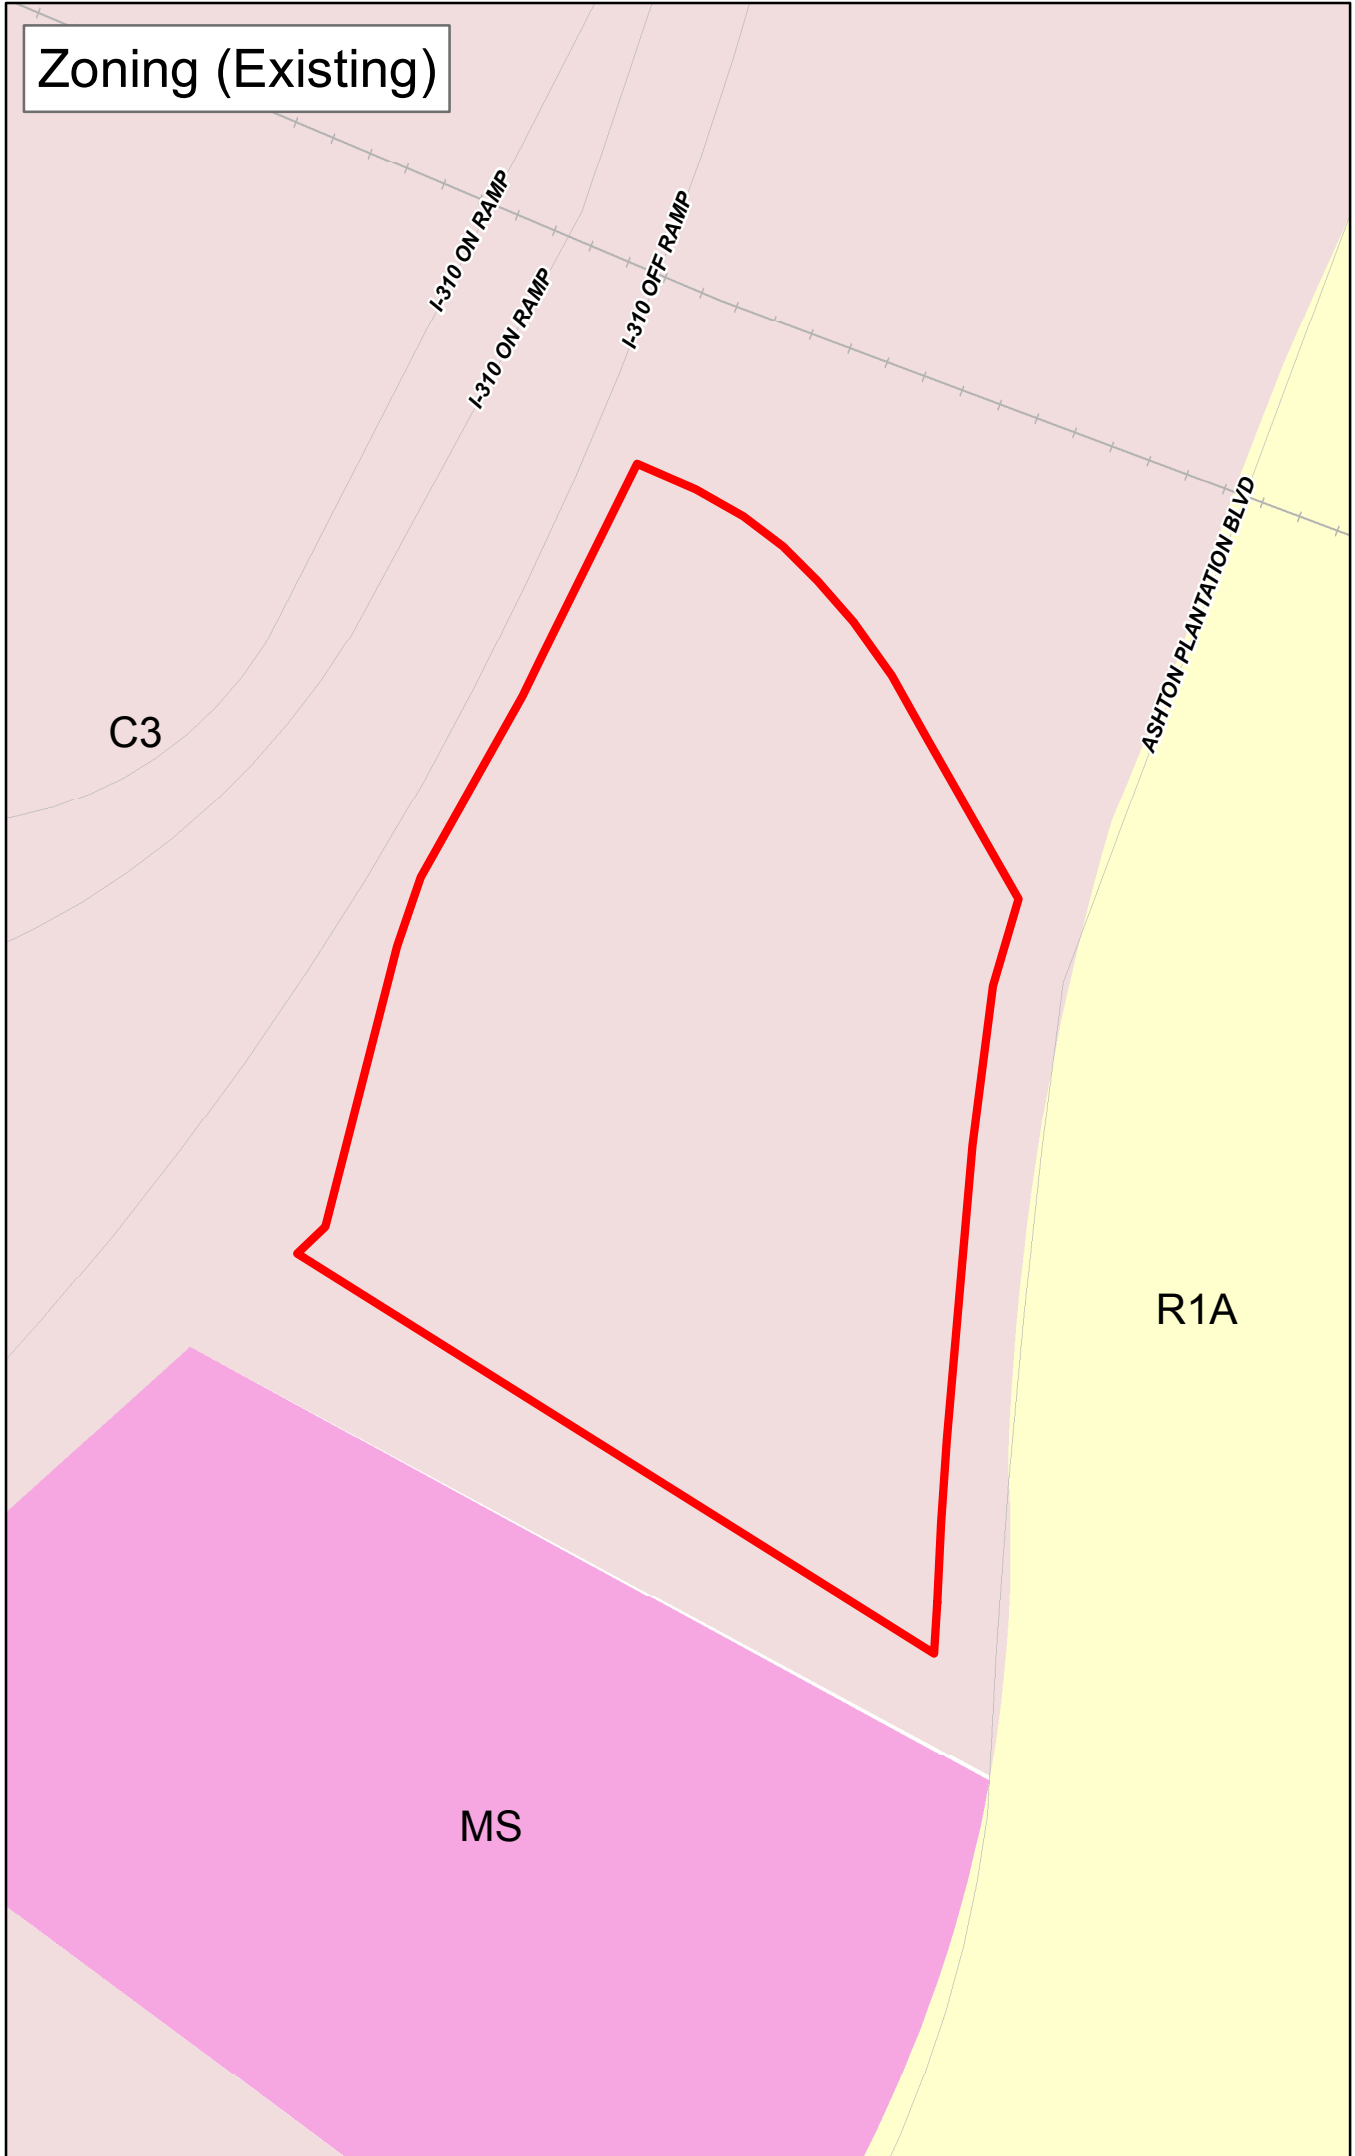 Zoning (Existing)
I-310 ON RAMP
I-310 ON RAMP
I-310 OFF RAMP
ASHTON PLANTATION BLVD
C3
R1A
MS